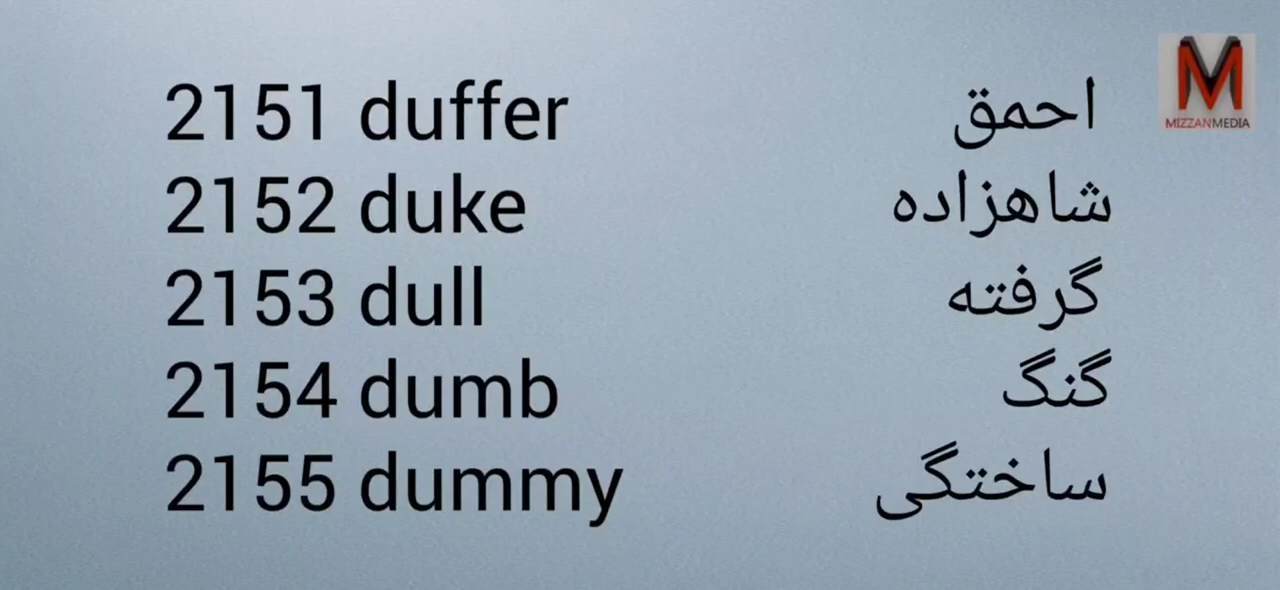 2151 duffer احمق
2152 duke شاهزاده
2153 dull گرفته
2154 dumb گنگ
2155 dummy ساختگی
MIZZANMEDIA